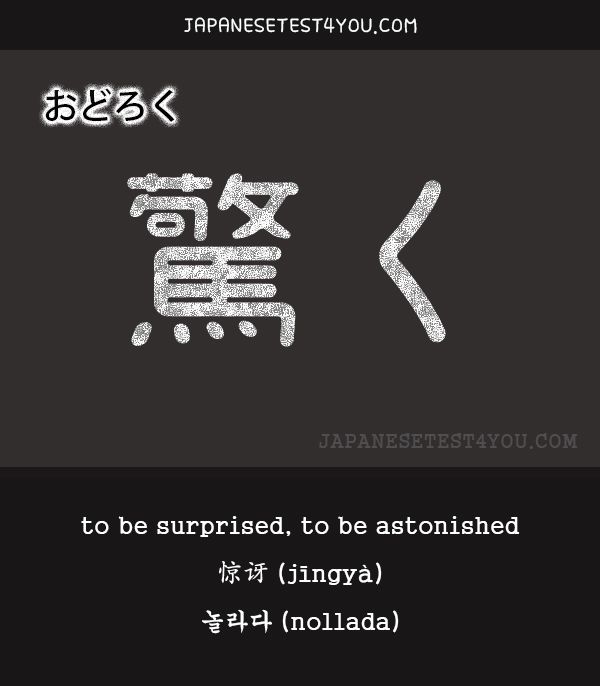 JAPANESETEST4YOU.COM
おどろく
驚く
JAPANESETEST4YOU.COM
to be surprised, to be astonished
惊讶 (jīngyà)
놀라다 (nollada)